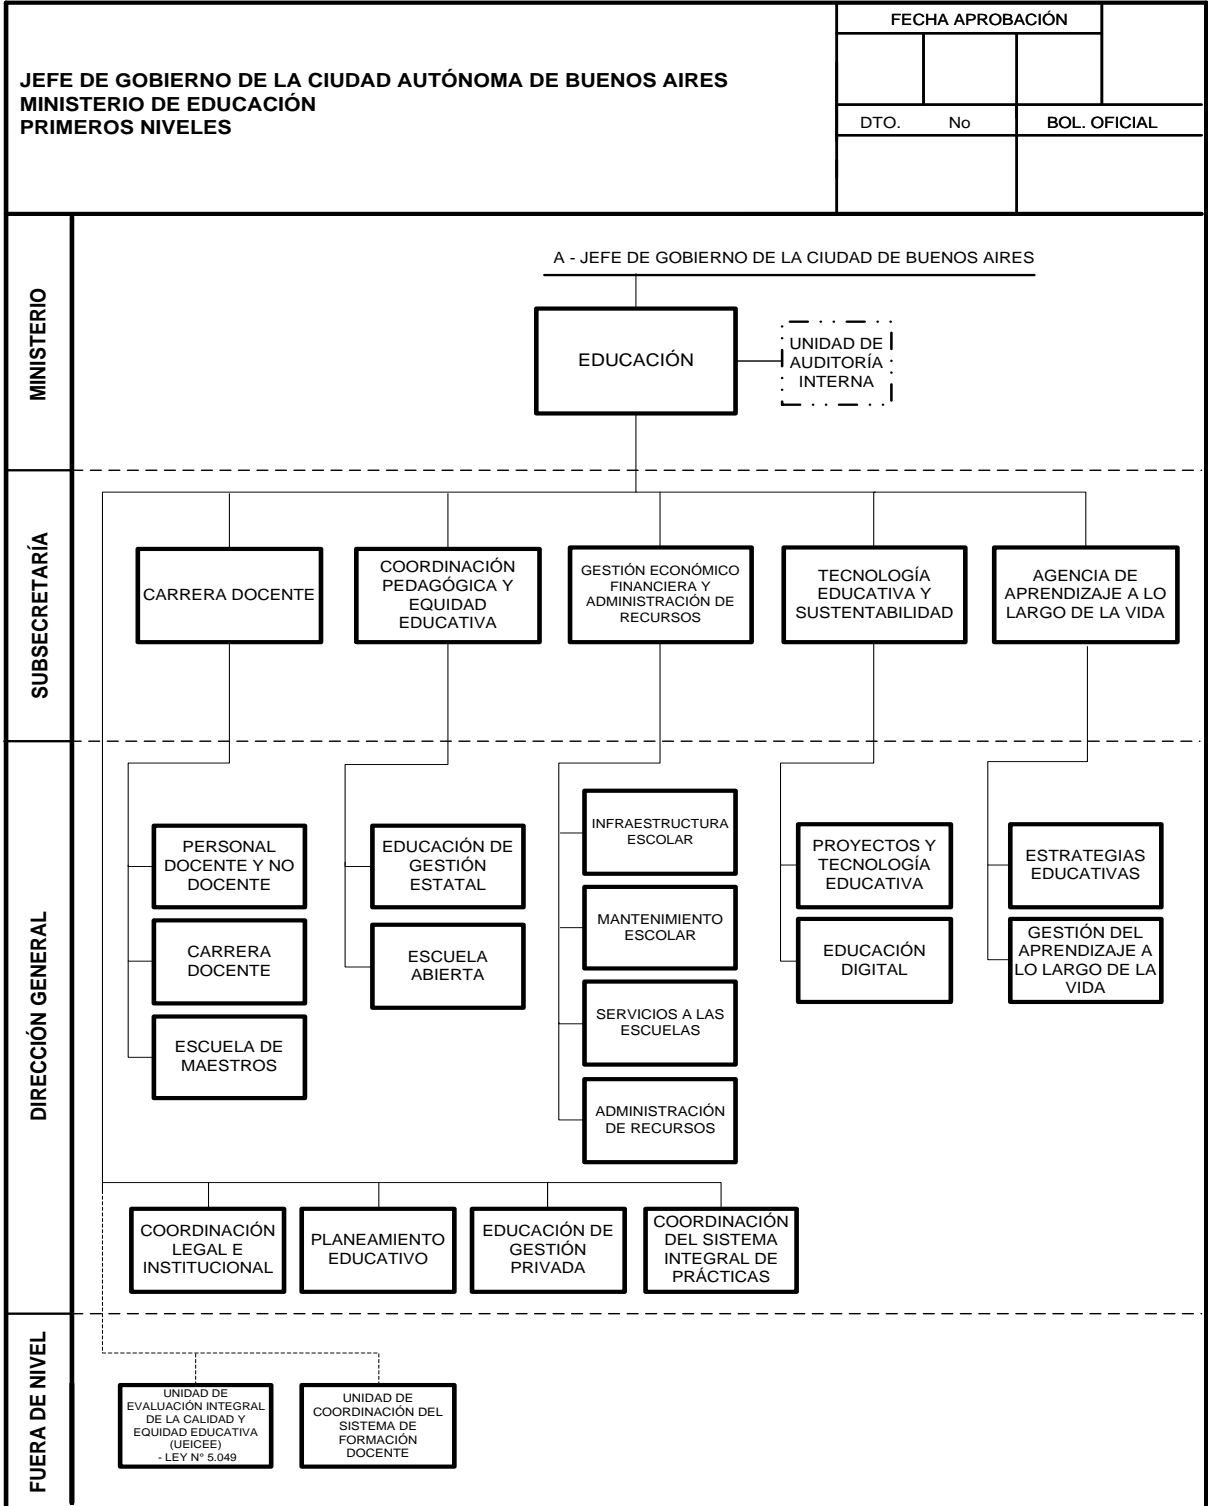 JEFE DE GOBIERNO DE LA CIUDAD AUTÓNOMA DE BUENOS AIRES
MINISTERIO DE EDUCACIÓN
PRIMEROS NIVELES
FECHA APROBACIÓN
DTO. No
BOL. OFICIAL
MINISTERIO
A - JEFE DE GOBIERNO DE LA CIUDAD DE BUENOS AIRES
EDUCACIÓN
UNIDAD DE
AUDITORÍA
INTERNA
SUBSECRETARÍA
CARRERA DOCENTE
COORDINACIÓN
PEDAGÓGICA Y
EQUIDAD
EDUCATIVA
GESTIÓN ECONÓMICO
FINANCIERA Y
ADMINISTRACIÓN DE
RECURSOS
TECNOLOGÍA
EDUCATIVA Y
SUSTENTABILIDAD
AGENCIA DE
APRENDIZAJE A LO
LARGO DE LA VIDA
DIRECCIÓN GENERAL
PERSONAL
DOCENTE Y NO
DOCENTE
CARRERA
DOCENTE
ESCUELA DE
MAESTROS
EDUCACIÓN DE
GESTIÓN
ESTATAL
ESCUELA
ABIERTA
INFRAESTRUCTURA
ESCOLAR
MANTENIMIENTO
ESCOLAR
SERVICIOS A LAS
ESCUELAS
ADMINISTRACIÓN
DE RECURSOS
PROYECTOS Y
TECNOLOGÍA
EDUCATIVA
EDUCACIÓN
DIGITAL
ESTRATEGIAS
EDUCATIVAS
GESTIÓN DEL
APRENDIZAJE A
LO LARGO DE LA
VIDA
COORDINACIÓN
LEGAL E
INSTITUCIONAL
PLANEAMIENTO
EDUCATIVO
EDUCACIÓN DE
GESTIÓN
PRIVADA
COORDINACIÓN
DEL SISTEMA
INTEGRAL DE
PRÁCTICAS
FUERA DE NIVEL
UNIDAD DE
EVALUACIÓN INTEGRAL
DE LA CALIDAD Y
EQUIDAD EDUCATIVA
(UEICEE)
- LEY N° 5.049
UNIDAD DE
COORDINACIÓN DEL
SISTEMA DE
FORMACIÓN
DOCENTE